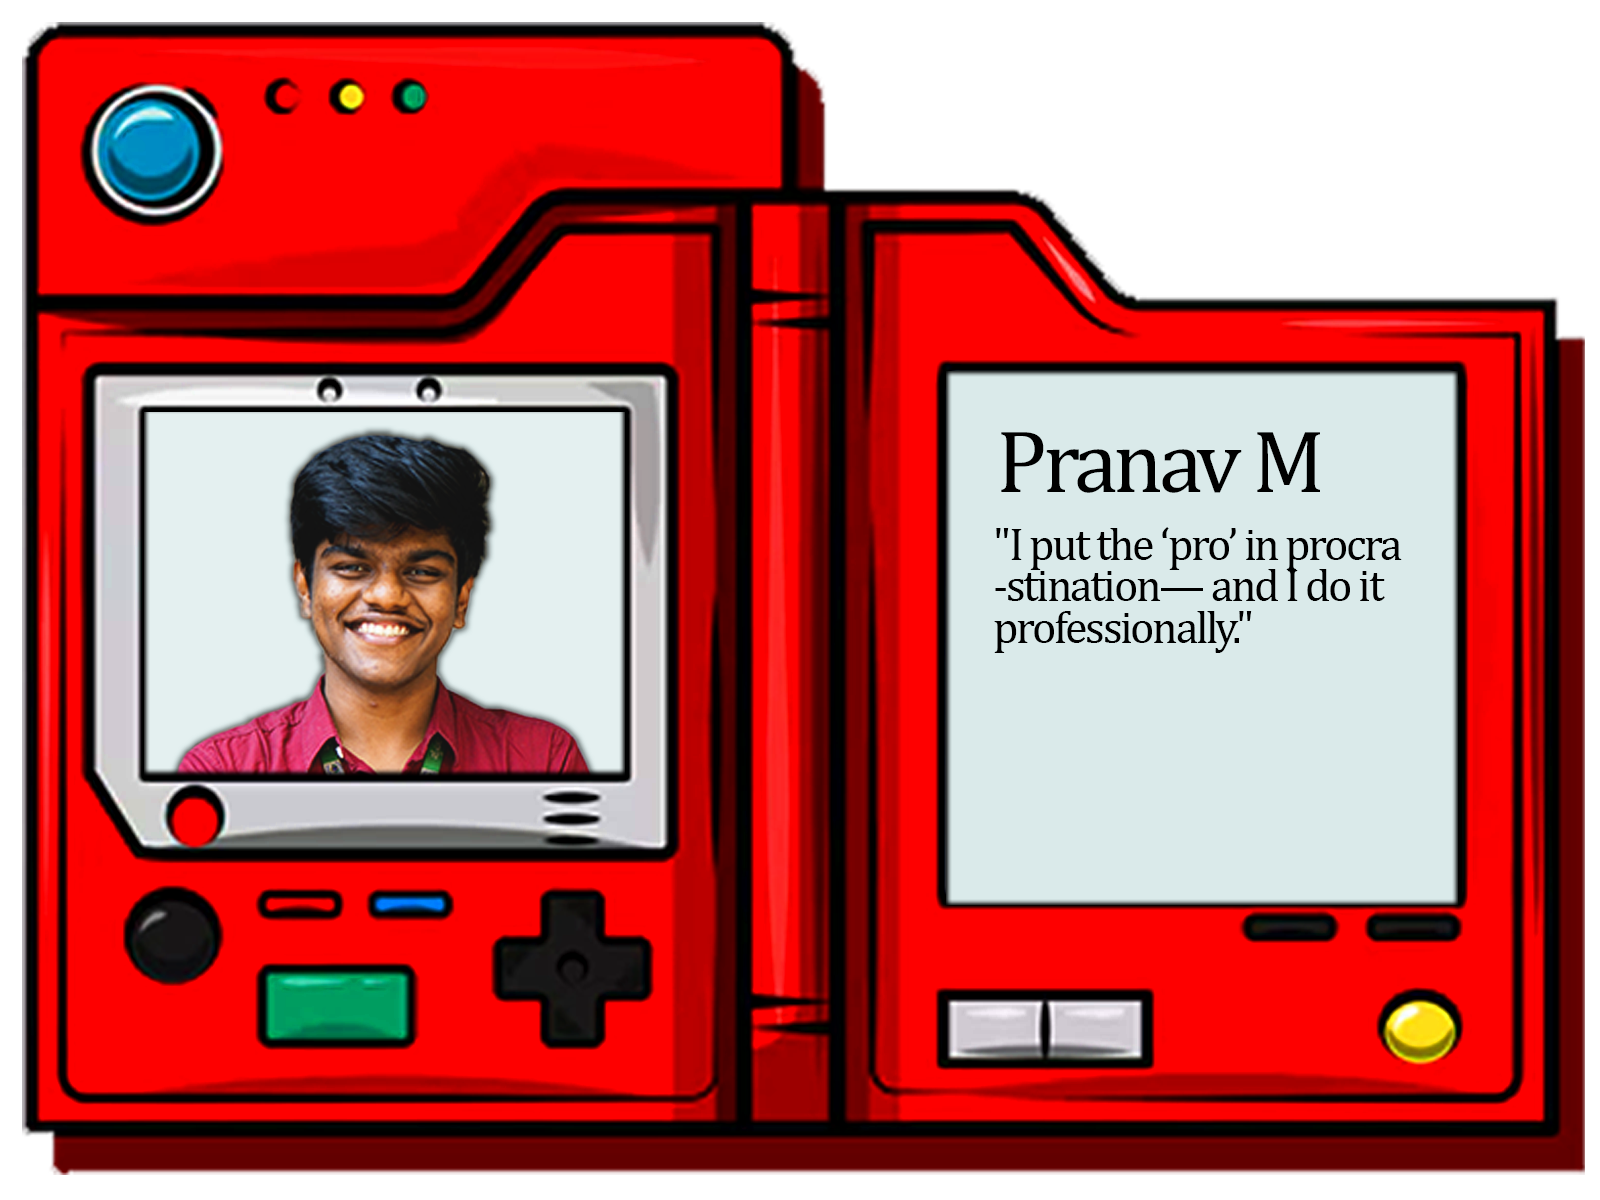 Pranav M
"I put the ‘pro’ in procra
-stination— and I do it
professionally."